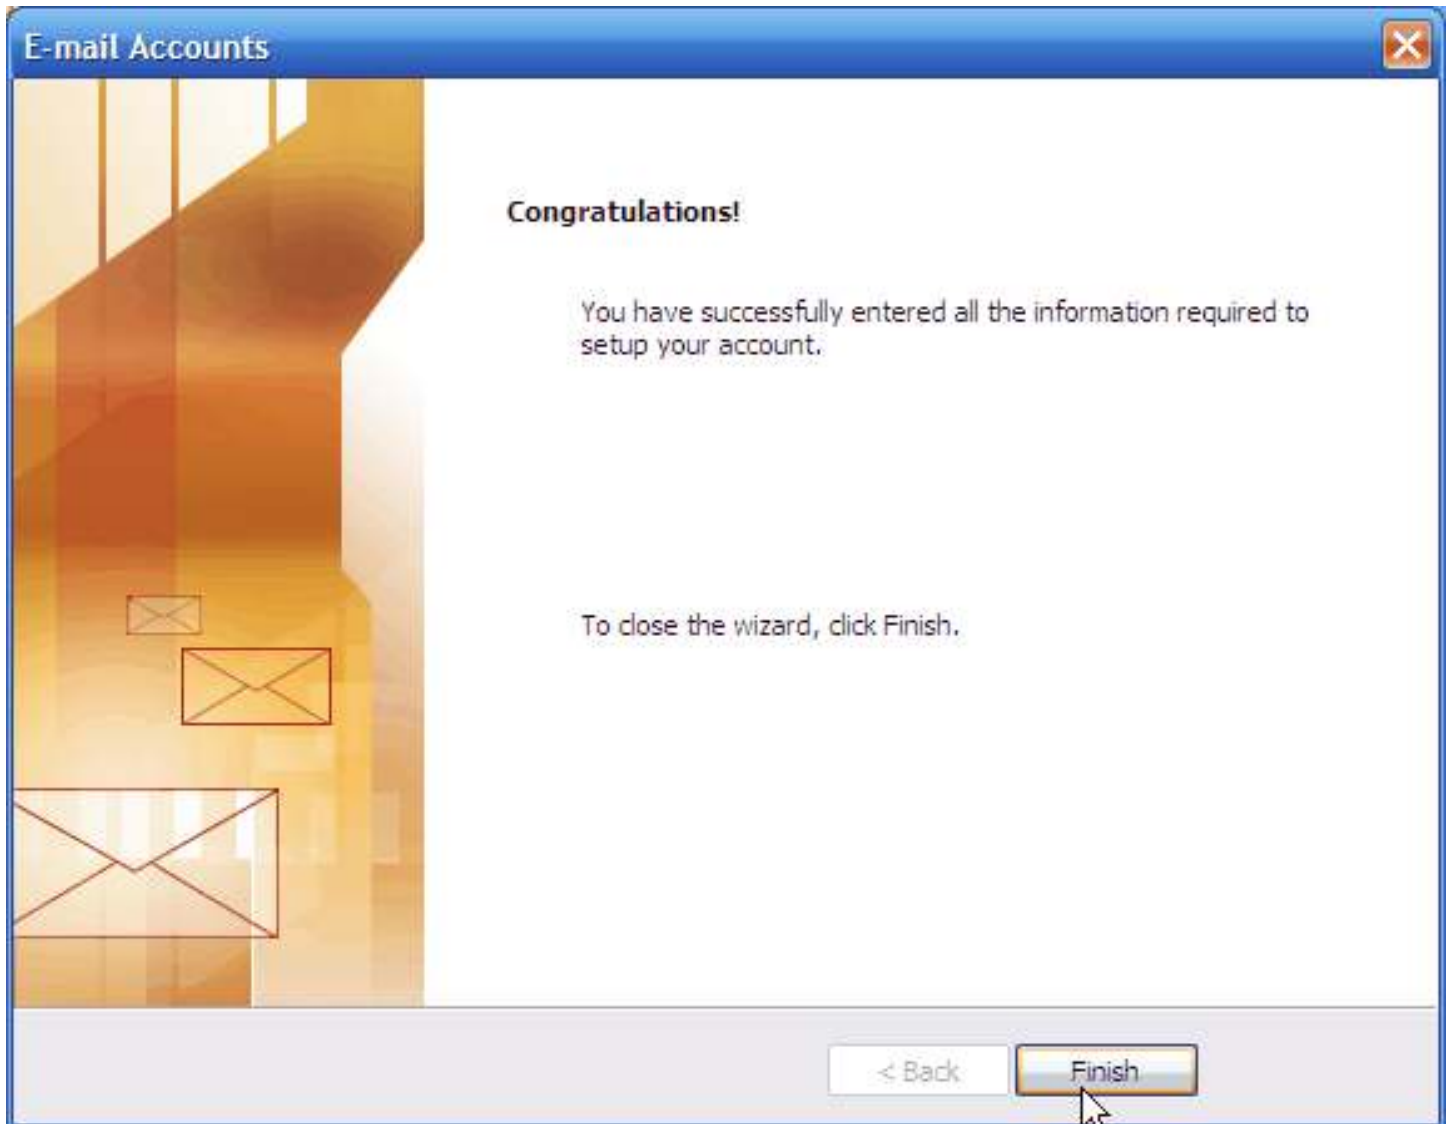 E-mail Accounts
Congratulations!
You have successfully entered all the information required to
setup your account.
To close the wizard, click Finish.
< Back
Finish